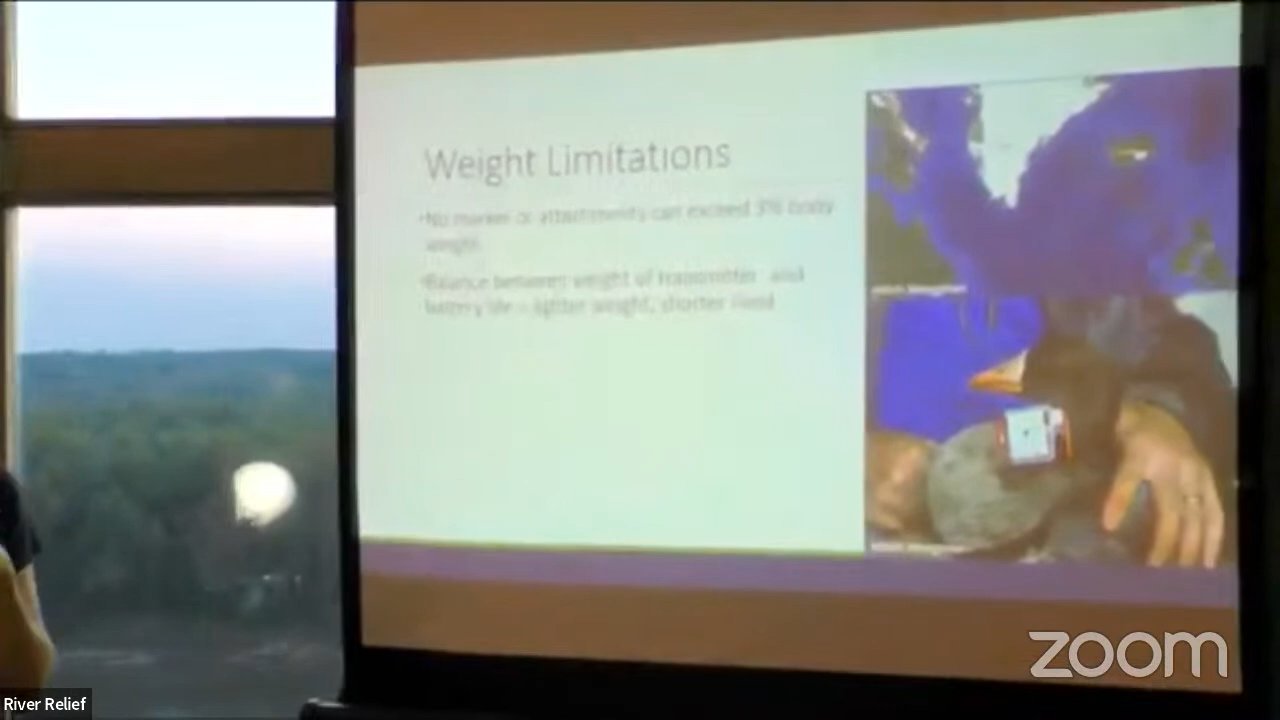 Weight Limitations
•No marker or attachments can exceed 3% body
weight.
•Balance between weight of transmitter and
battery life – lighter weight, shorter lived
zoom
River Relief